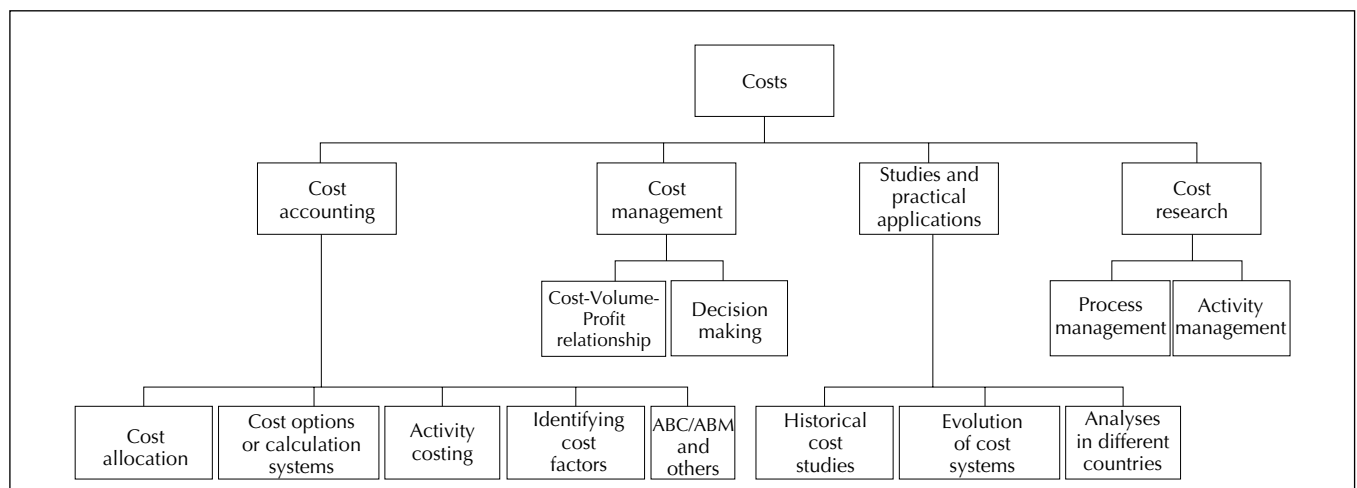 Costs
Cost
accounting
Cost
management
Studies and
practical
applications
Cost
research
Cost-Volume-
Profit
relationship
Decision
making
Process
management
Activity
management
Cost
allocation
Cost options
or calculation
systems
Activity
costing
Identifying
cost
factors
ABC/ABM
and
others
Historical
cost
studies
Evolution
of cost
systems
Analyses
in different
countries